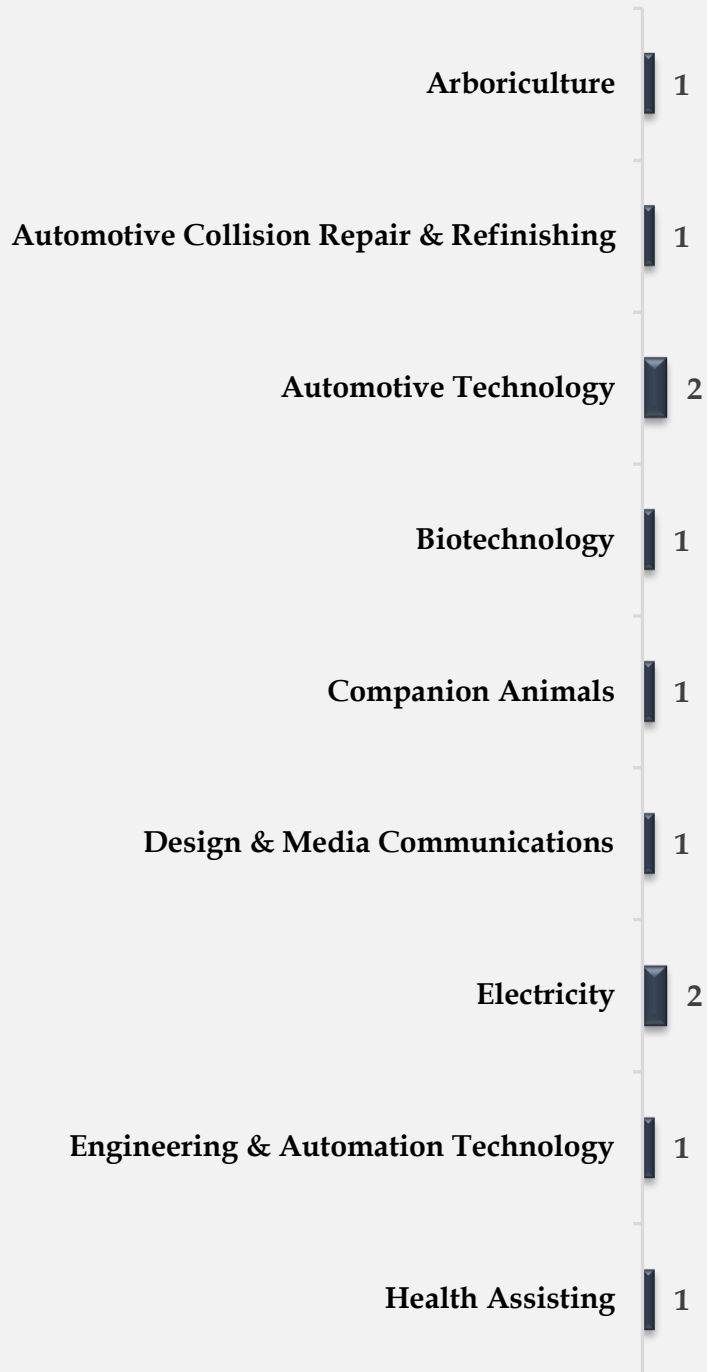 Arboriculture 1
Automotive Collision Repair & Refinishing 1
Automotive Technology 2
Biotechnology 1
Companion Animals 1
Design & Media Communications 1
Electricity 2
Engineering & Automation Technology 1
Health Assisting 1